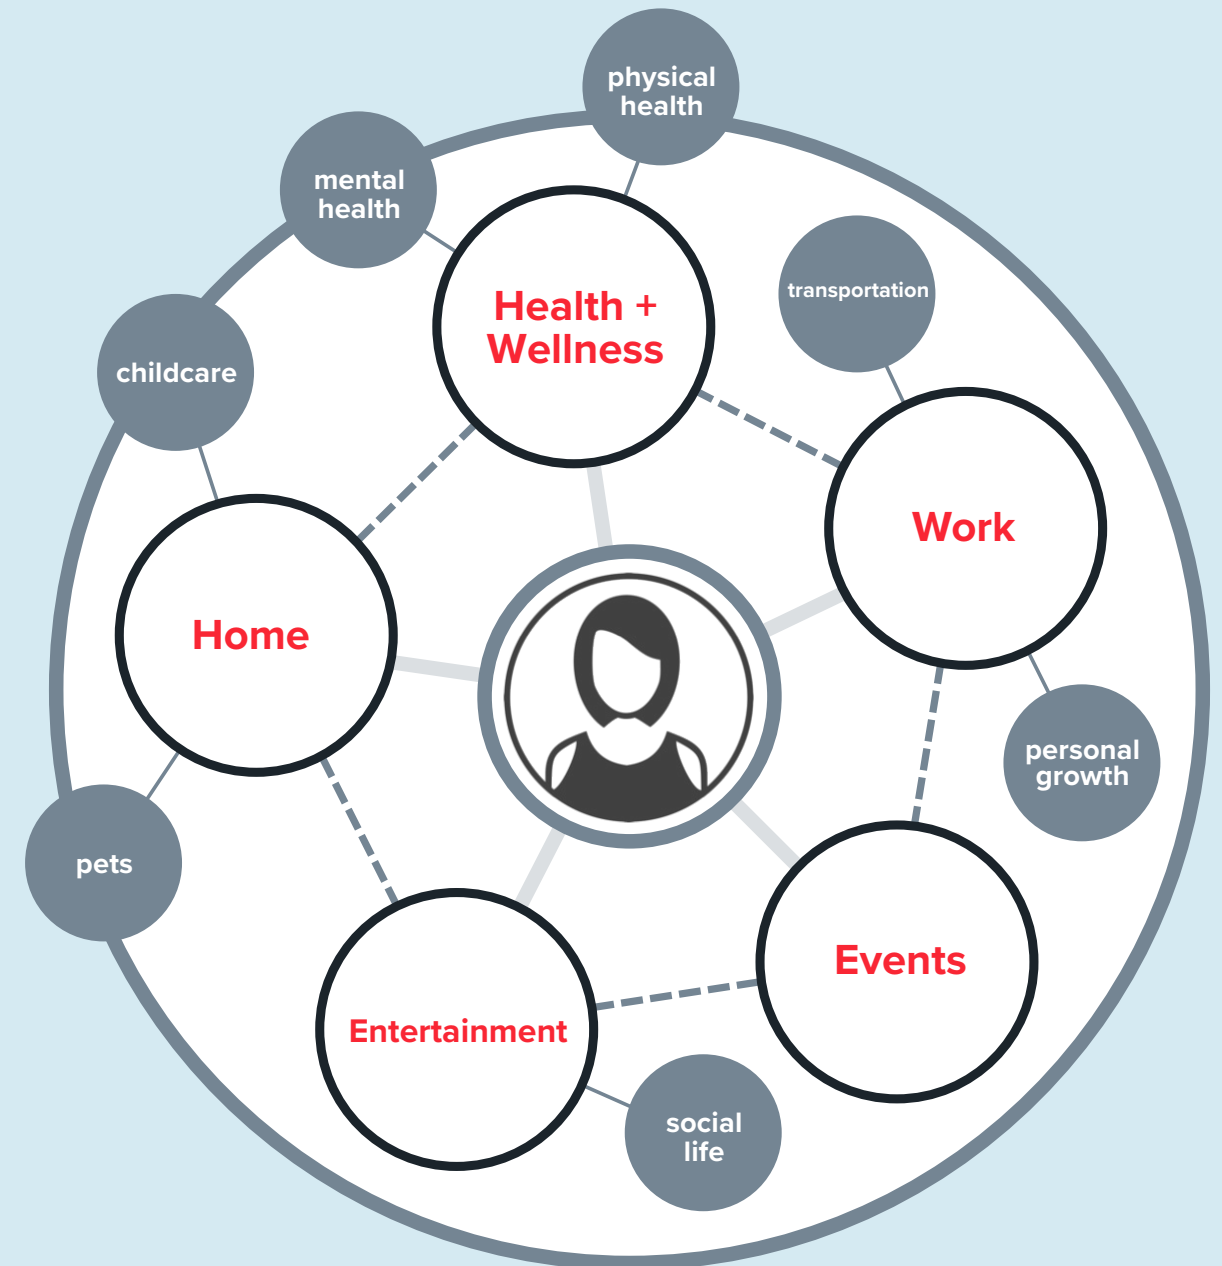 physical
health
mental
health
transportation
Health +
Wellness
childcare
Work
Home
personal
growth
pets
Events
Entertainment
social
life